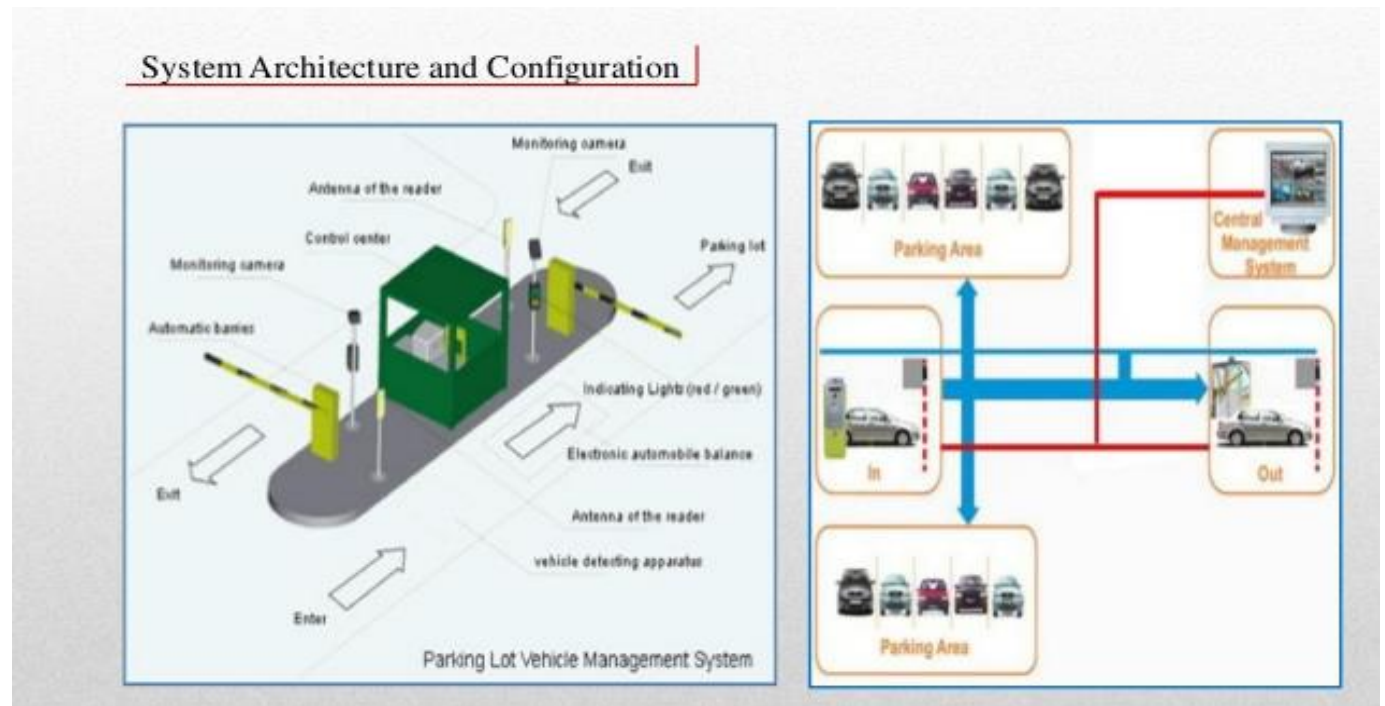 System Architecture and Configuration
Monitoring camera
Exit
Antenna of the reader
Control center
Parking lot
Monitoring camera
Automatic barrier
Indicating Lights (red / green)
Electronic automobile balance
Exit
Antenna of the reader
vehicle detecting apparatus
Enter
Parking Lot Vehicle Management System
Parking Area
Central
Management
System
In
Out
Parking Area